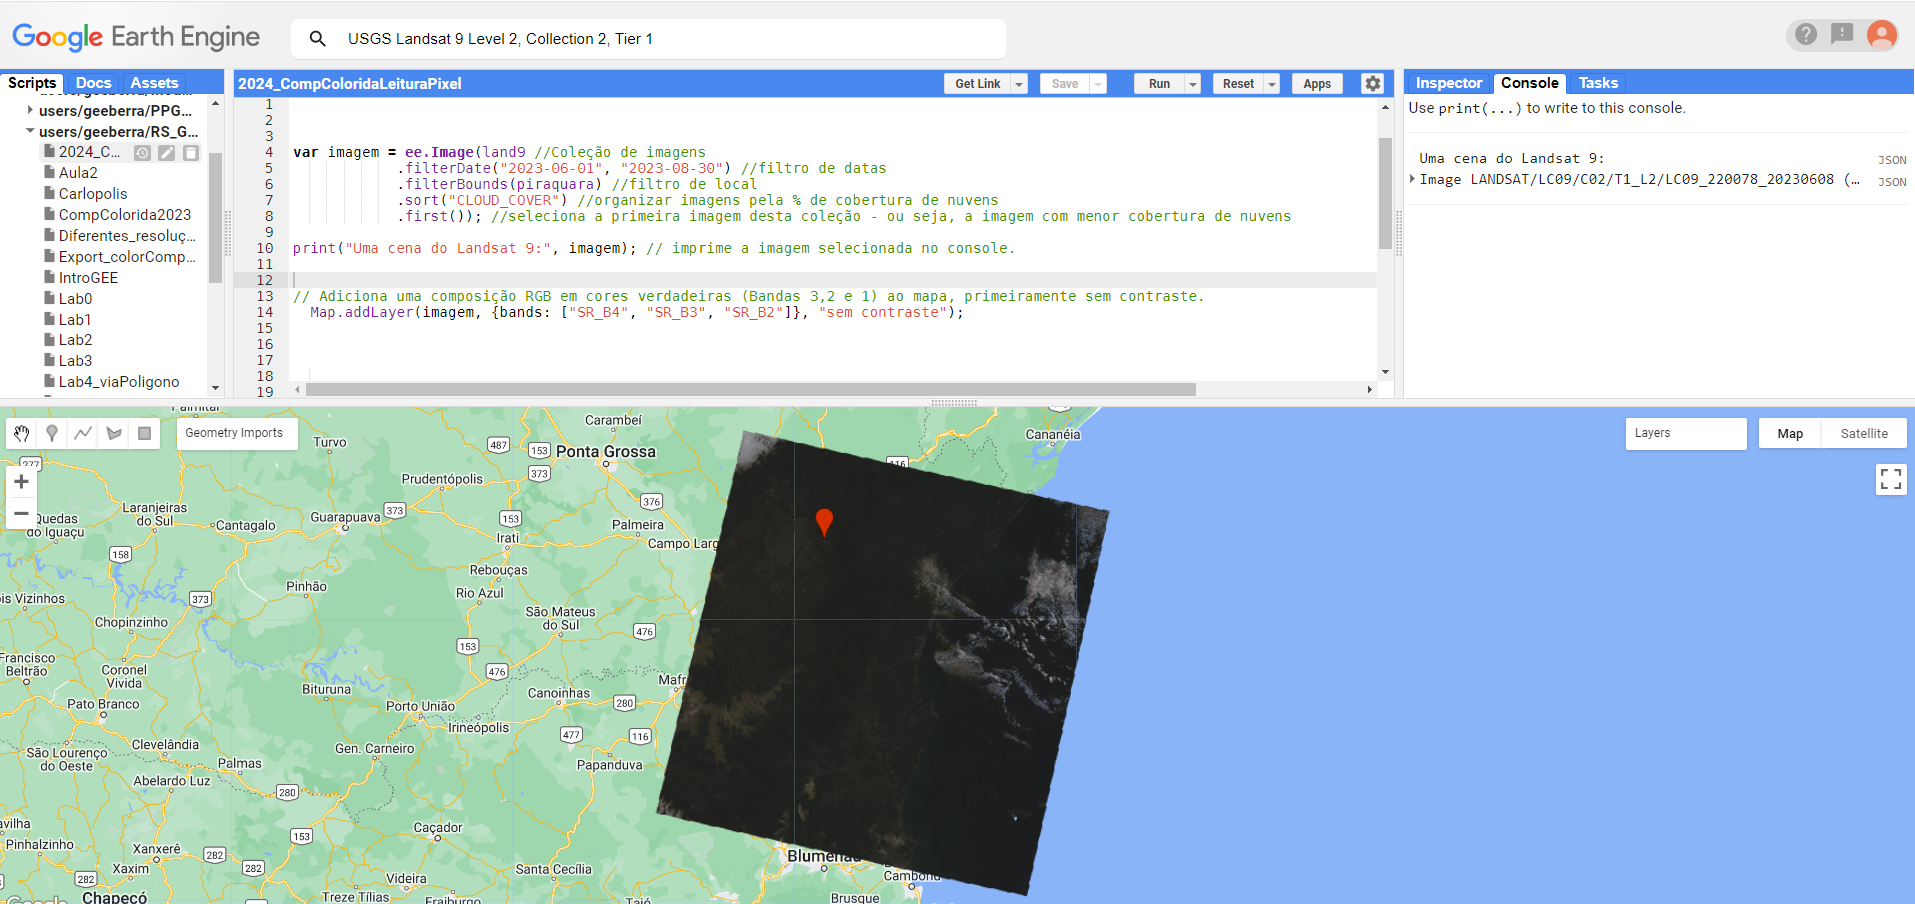 Google Earth Engine
USGS Landsat 9 Level 2, Collection 2, Tier 1
Scripts
Docs
Assets
users/geeberra/PPG...
users/geeberra/RS_G...
2024_C...
Aula2
Carlopolis
CompColorida2023
Diferentes_resoluç...
Export_colorComp...
IntroGEE
Lab0
Lab1
Lab2
Lab3
Lab4_viaPoligono
2024_CompColoridaLeituraPixel
Get Link
Save
Run
Reset
Apps
1
2
3
4 var imagem = ee.Image(land9 //Coleção de imagens
5 .filterDate("2023-06-01", "2023-08-30") //filtro de datas
6 .filterBounds(piraquara) //filtro de local
7 .sort("CLOUD_COVER") //organizar imagens pela % de cobertura de nuvens
8 .first()); //seleciona a primeira imagem desta coleção - ou seja, a imagem com menor cobertura de nuvens
9
10 print("Uma cena do Landsat 9:", imagem); // imprime a imagem selecionada no console.
11
12
13 // Adiciona uma composição RGB em cores verdadeiras (Bandas 3,2 e 1) ao mapa, primeiramente sem contraste.
14 Map.addLayer(imagem, {bands: ["SR_B4", "SR_B3", "SR_B2"]}, "sem contraste");
15
16
17
18
19
Inspector
Console
Tasks
Use print(...) to write to this console.
Uma cena do Landsat 9:
JSON
Image LANDSAT/LC09/C02/T1_L2/LC09_220078_20230608 (...
JSON
Geometry Imports
Layers
Map
Satellite
+
−
Palmital
Carambeí
Cananéia
Turvo
487
153
Ponta Grossa
116
277
373
373
Prudentópolis
376
Laranjeiras
do Sul
373
Guarapuava
153
Palmeira
Quedas
do Iguaçu
Cantagalo
Irati
Campo Larg
158
Rebouças
Pinhão
Rio Azul
is Vizinhos
373
São Mateus
do Sul
Chopinzinho
476
153
Francisco
Beltrão
Coronel
Vivida
476
Mafr
Bituruna
Canoinhas
280
Pato Branco
Porto União
Irineópolis
477
116
Clevelândia
Gen. Carneiro
São Lourenço
do Oeste
Palmas
Papanduva
Abelardo Luz
280
avilha
Caçador
Pinhalzinho
153
Xanxerê
282
Blumenau
Xaxim
282
Santa Cecília
Cambori
282
Videira
Chapecó
Treze Tílias
Fraiburgo
Taió
Brusque
Google